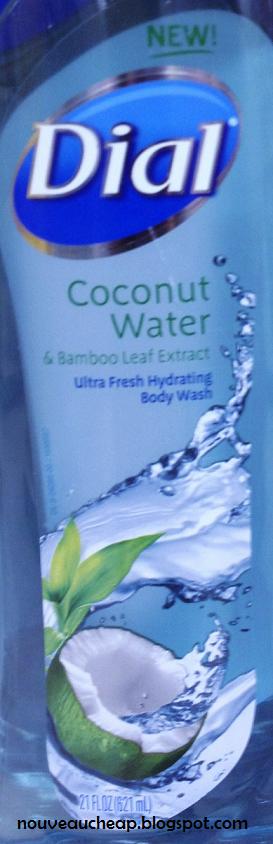 NEW!
Dial
Coconut
Water
& Bamboo Leaf Extract
Ultra Fresh Hydrating
Body Wash
21 FL OZ (621 mL)
nouveaucheap.blogspot.com